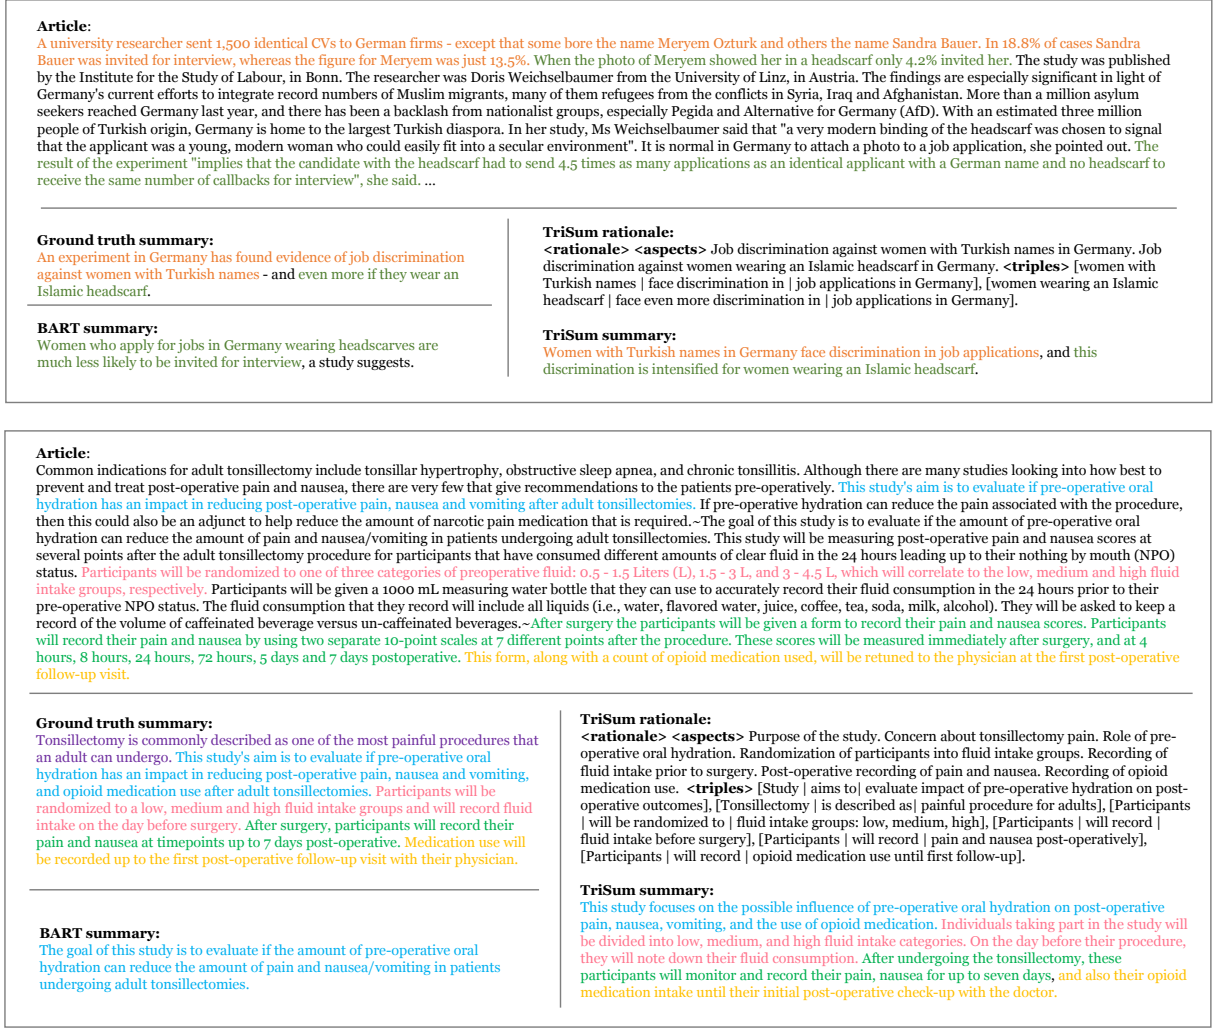 Article:
A university researcher sent 1,500 identical CVs to German firms - except that some bore the name Meryem Ozturk and others the name Sandra Bauer. In 18.8% of cases Sandra
Bauer was invited for interview, whereas the figure for Meryem was just 13.5%. When the photo of Meryem showed her in a headscarf only 4.2% invited her. The study was published
by the Institute for the Study of Labour, in Bonn. The researcher was Doris Weichselbaumer from the University of Linz, in Austria. The findings are especially significant in light of
Germany's current efforts to integrate record numbers of Muslim migrants, many of them refugees from the conflicts in Syria, Iraq and Afghanistan. More than a million asylum
seekers reached Germany last year, and there has been a backlash from nationalist groups, especially Pegida and Alternative for Germany (AfD). With an estimated three million
people of Turkish origin, Germany is home to the largest Turkish diaspora. In her study, Ms Weichselbaumer said that "a very modern binding of the headscarf was chosen to signal
that the applicant was a young, modern woman who could easily fit into a secular environment". It is normal in Germany to attach a photo to a job application, she pointed out. The
result of the experiment "implies that the candidate with the headscarf had to send 4.5 times as many applications as an identical applicant with a German name and no headscarf to
receive the same number of callbacks for interview", she said. ...
Ground truth summary:
An experiment in Germany has found evidence of job discrimination
against women with Turkish names - and even more if they wear an
Islamic headscarf.
BART summary:
Women who apply for jobs in Germany wearing headscarves are
much less likely to be invited for interview, a study suggests.
TriSum rationale:
<rationale> <aspects> Job discrimination against women with Turkish names in Germany. Job
discrimination against women wearing an Islamic headscarf in Germany. <triples> [women with
Turkish names | face discrimination in | job applications in Germany], [women wearing an Islamic
headscarf | face even more discrimination in | job applications in Germany].
TriSum summary:
Women with Turkish names in Germany face discrimination in job applications, and this
discrimination is intensified for women wearing an Islamic headscarf.
Article:
Common indications for adult tonsillectomy include tonsillar hypertrophy, obstructive sleep apnea, and chronic tonsillitis. Although there are many studies looking into how best to
prevent and treat post-operative pain and nausea, there are very few that give recommendations to the patients pre-operatively. This study's aim is to evaluate if pre-operative oral
hydration has an impact in reducing post-operative pain, nausea and vomiting after adult tonsillectomies. If pre-operative hydration can reduce the pain associated with the procedure,
then this could also be an adjunct to help reduce the amount of narcotic pain medication that is required.~The goal of this study is to evaluate if the amount of pre-operative oral
hydration can reduce the amount of pain and nausea/vomiting in patients undergoing adult tonsillectomies. This study will be measuring post-operative pain and nausea scores at
several points after the adult tonsillectomy procedure for participants that have consumed different amounts of clear fluid in the 24 hours leading up to their nothing by mouth (NPO)
status. Participants will be randomized to one of three categories of preoperative fluid: 0.5 - 1.5 Liters (L), 1.5 - 3 L, and 3 - 4.5 L, which will correlate to the low, medium and high fluid
intake groups, respectively. Participants will be given a 1000 mL measuring water bottle that they can use to accurately record their fluid consumption in the 24 hours prior to their
pre-operative NPO status. The fluid consumption that they record will include all liquids (i.e., water, flavored water, juice, coffee, tea, soda, milk, alcohol). They will be asked to keep a
record of the volume of caffeinated beverage versus un-caffeinated beverages.~After surgery the participants will be given a form to record their pain and nausea scores. Participants
will record their pain and nausea by using two separate 10-point scales at 7 different points after the procedure. These scores will be measured immediately after surgery, and at 4
hours, 8 hours, 24 hours, 72 hours, 5 days and 7 days postoperative. This form, along with a count of opioid medication used, will be retuned to the physician at the first post-operative
follow-up visit.
Ground truth summary:
Tonsillectomy is commonly described as one of the most painful procedures that
an adult can undergo. This study's aim is to evaluate if pre-operative oral
hydration has an impact in reducing post-operative pain, nausea and vomiting,
and opioid medication use after adult tonsillectomies. Participants will be
randomized to a low, medium and high fluid intake groups and will record fluid
intake on the day before surgery. After surgery, participants will record their
pain and nausea at timepoints up to 7 days post-operative. Medication use will
be recorded up to the first post-operative follow-up visit with their physician.
BART summary:
The goal of this study is to evaluate if the amount of pre-operative oral
hydration can reduce the amount of pain and nausea/vomiting in patients
undergoing adult tonsillectomies.
TriSum rationale:
<rationale> <aspects> Purpose of the study. Concern about tonsillectomy pain. Role of pre-
operative oral hydration. Randomization of participants into fluid intake groups. Recording of
fluid intake prior to surgery. Post-operative recording of pain and nausea. Recording of opioid
medication use. <triples> [Study | aims to| evaluate impact of pre-operative hydration on post-
operative outcomes], [Tonsillectomy | is described as| painful procedure for adults], [Participants
| will be randomized to | fluid intake groups: low, medium, high], [Participants | will record |
fluid intake before surgery], [Participants | will record | pain and nausea post-operatively],
[Participants | will record | opioid medication use until first follow-up].
TriSum summary:
This study focuses on the possible influence of pre-operative oral hydration on post-operative
pain, nausea, vomiting, and the use of opioid medication. Individuals taking part in the study will
be divided into low, medium, and high fluid intake categories. On the day before their procedure,
they will note down their fluid consumption. After undergoing the tonsillectomy, these
participants will monitor and record their pain, nausea for up to seven days, and also their opioid
medication intake until their initial post-operative check-up with the doctor.